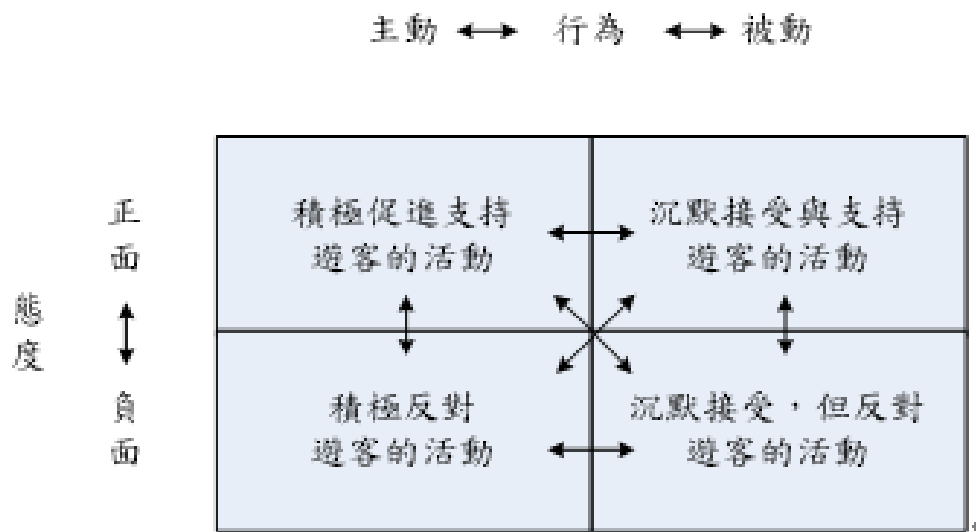 主動 ↔ 行為 ↔ 被動
態度
正面 ↔ 負面
積極促進支持
遊客的活動
沉默接受與支持
遊客的活動
積極反對
遊客的活動
沉默接受，但反對
遊客的活動